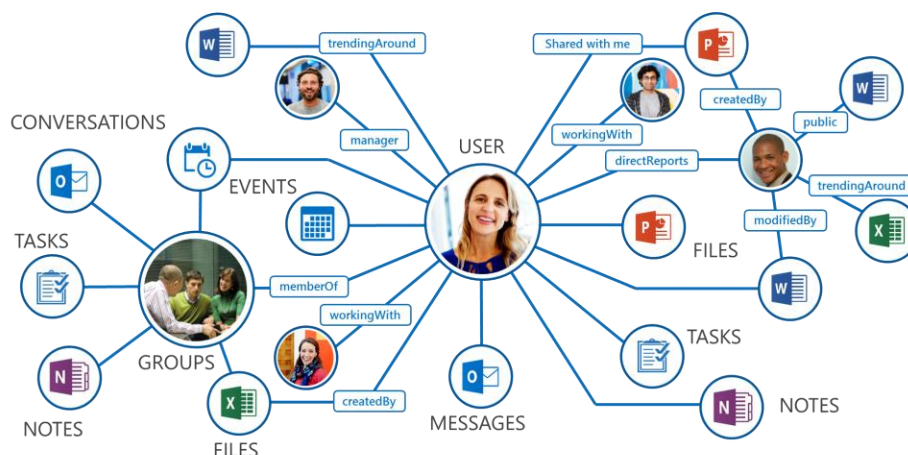 trendingAround
Shared with me
W
P
W
createdBy
public
CONVERSATIONS
manager
USER
workingWith
directReports
O
EVENTS
trendingAround
TASKS
modifiedBy
P
FILES
X
memberOf
W
workingWith
TASKS
GROUPS
N
createdBy
X
O
MESSAGES
N
NOTES
NOTES
FILES